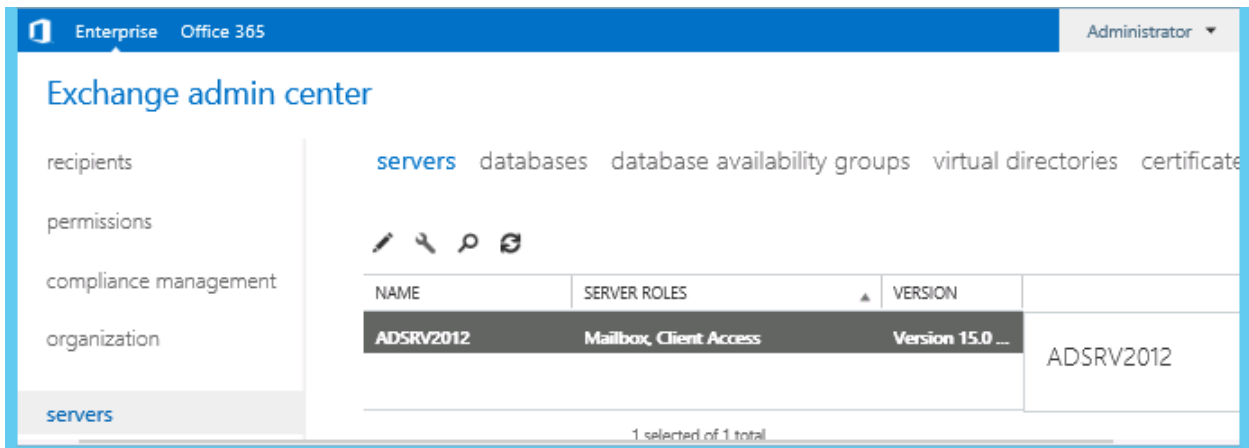 Enterprise Office 365 Administrator
Exchange admin center
recipients
permissions
compliance management
organization
servers
servers databases database availability groups virtual directories certificate
NAME SERVER ROLES VERSION
ADSRV2012 Mailbox, Client Access Version 15.0 ...
ADSRV2012
1 selected of 1 total